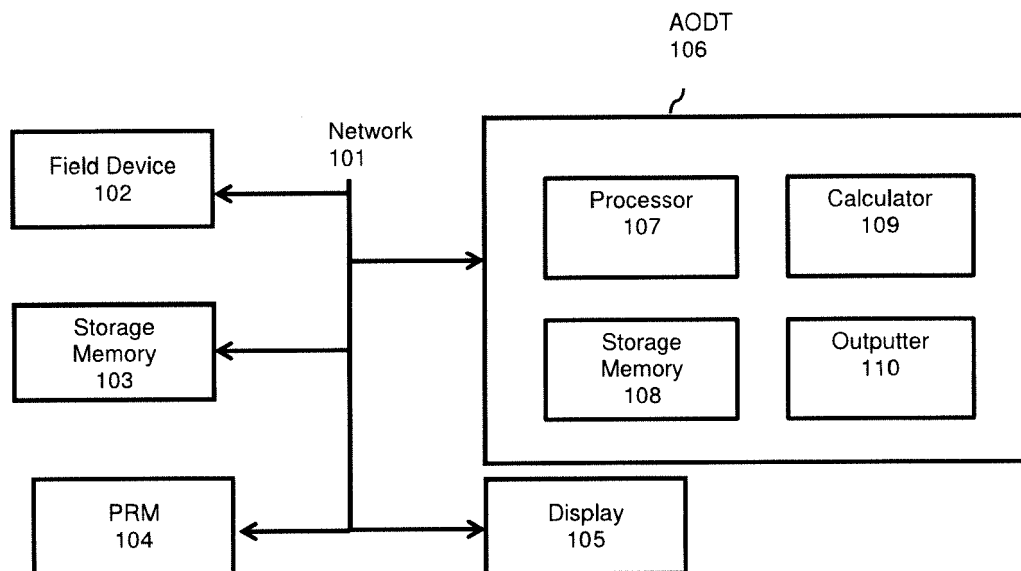 AODT
106
Network
101
Field Device
102
Processor
107
Calculator
109
Storage
Memory
103
Storage
Memory
108
Outputter
110
PRM
104
Display
105